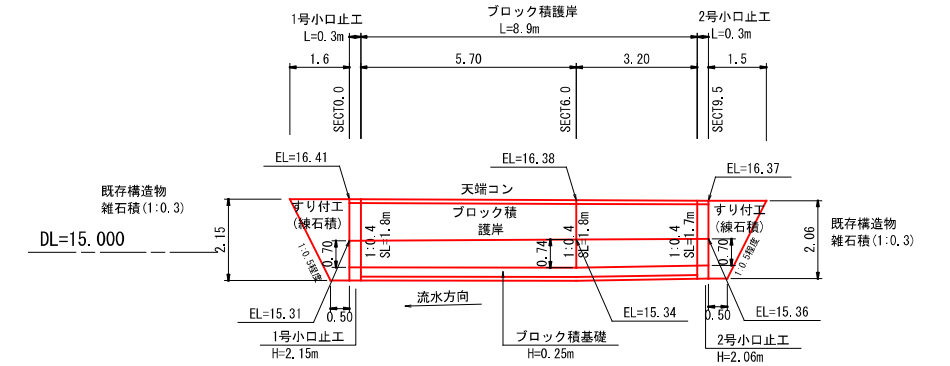 ブロック積護岸
L=8.9m
1号小口止工
L=0.3m
2号小口止工
L=0.3m
1.6
5.70
3.20
1.5
SECT0.0
SECT6.0
SECT9.5
EL=16.41
EL=16.38
EL=16.37
既存構造物
雑石積(1:0.3)
DL=15.000
2.15
すり付工
(練石積)
1:0.5程度
0.70
1:0.4
SL=1.8m
天端コン
ブロック積
護岸
0.74
1:0.4
SL=1.8m
1:0.4
SL=1.7m
すり付工
(練石積)
0.70
1:0.5程度
2.06
既存構造物
雑石積(1:0.3)
流水方向
0.50
0.50
EL=15.31
EL=15.34
EL=15.36
1号小口止工
H=2.15m
ブロック積基礎
H=0.25m
2号小口止工
H=2.06m